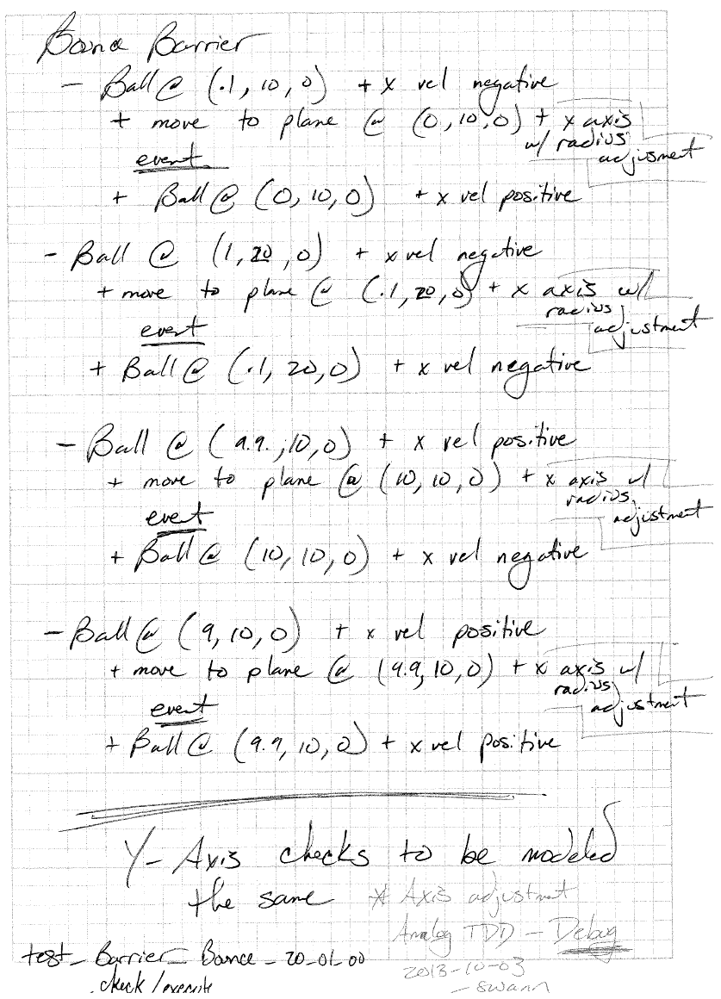 Bounce Barrier
- Ball @ (.1, 10, 0) + x vel negative
+ move to plane @ (0, 10, 0) + x axis
w/ radius
adjusment
event
+ Ball @ (0, 10, 0) + x vel positive
- Ball @ (1, 20, 0) + x vel negative
+ move to plane @ (.1, 20, 0) + x axis w/
radius
adjustment
event
+ Ball @ (.1, 20, 0) + x vel negative
- Ball @ (9.9, 10, 0) + x vel positive
+ move to plane @ (10, 10, 0) + x axis w/
radius
adjustment
event
+ Ball @ (10, 10, 0) + x vel negative
- Ball @ (9, 10, 0) + x vel positive
+ move to plane @ (9.9, 10, 0) + x axis w/
radius
adjustment
event
+ Ball @ (9.9, 10, 0) + x vel positive
Y-Axis checks to be modeled
the same
* Axis adjustment
Analog TDD - Debug
test_Barrier_Bounce_20_01_00
2013-10-03
check/execute
- swann